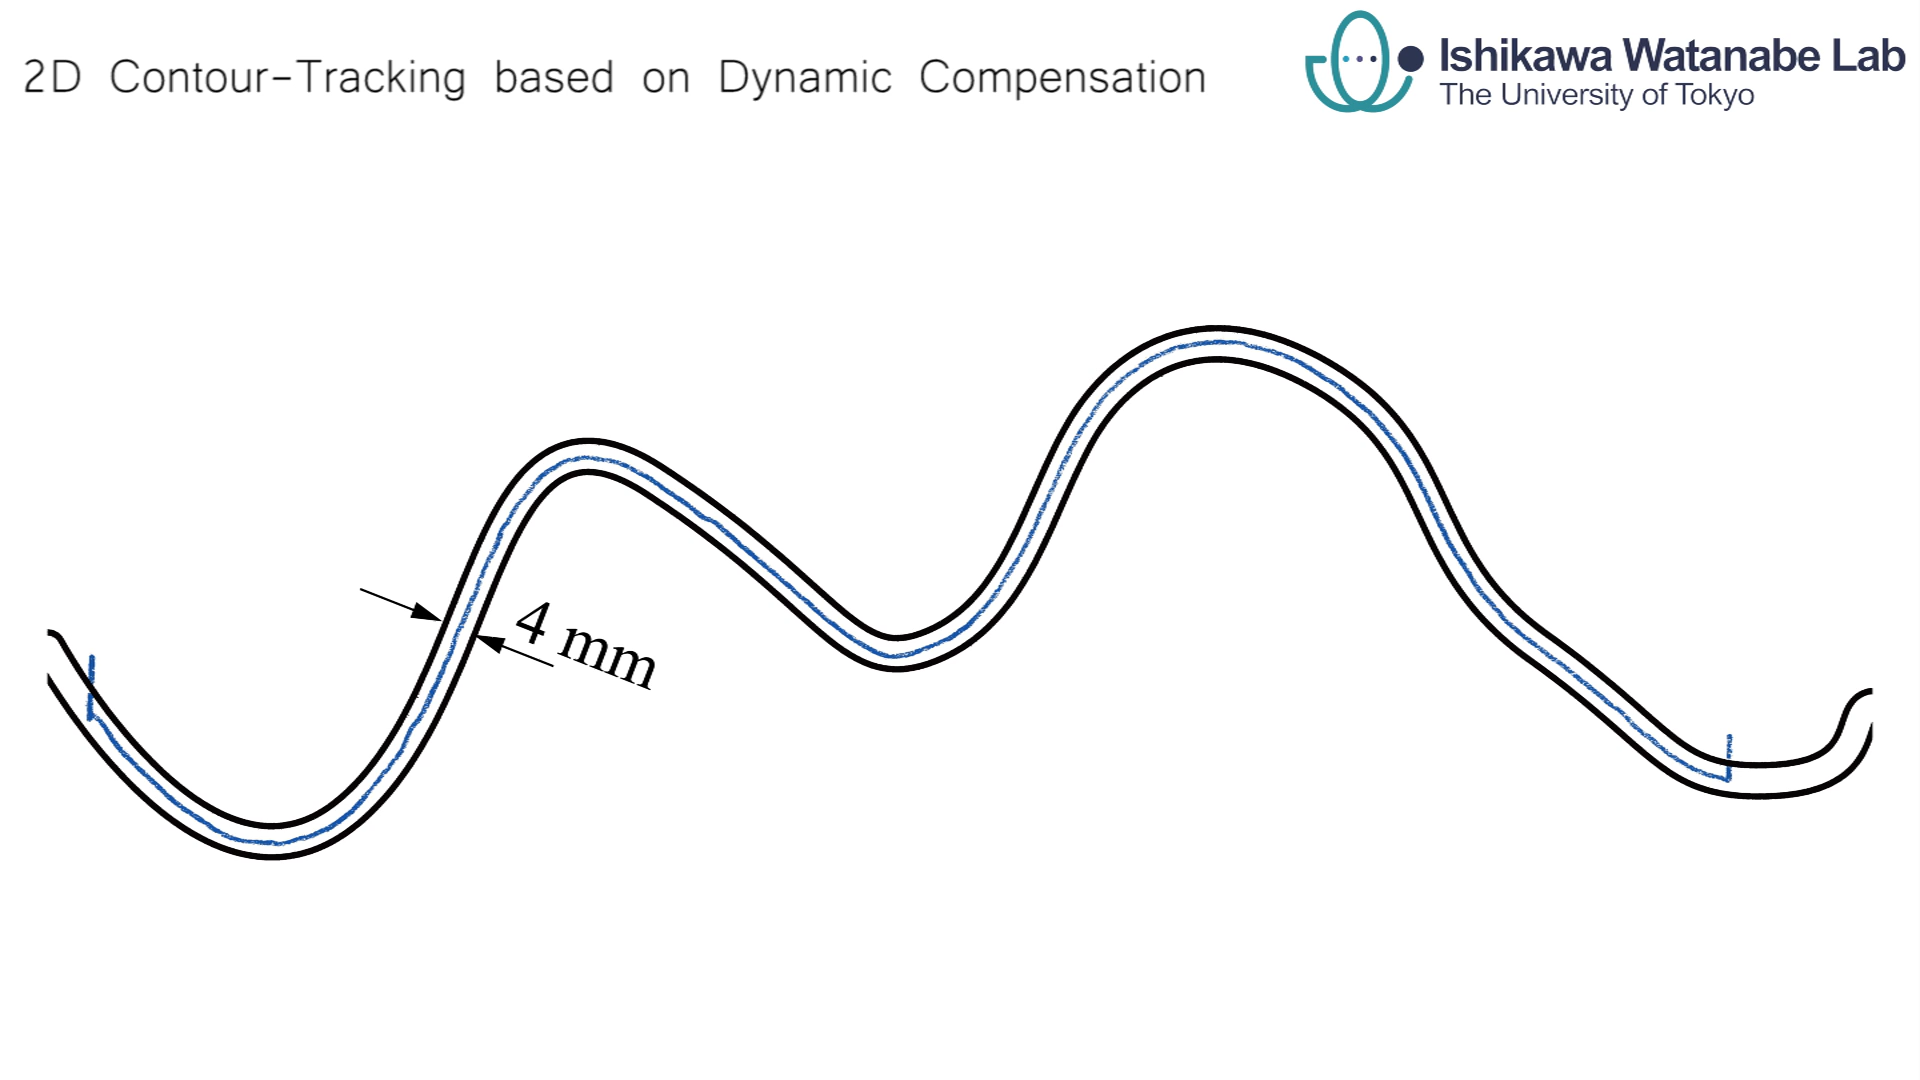 2D Contour-Tracking based on Dynamic Compensation
Ishikawa Watanabe Lab
The University of Tokyo
4 mm